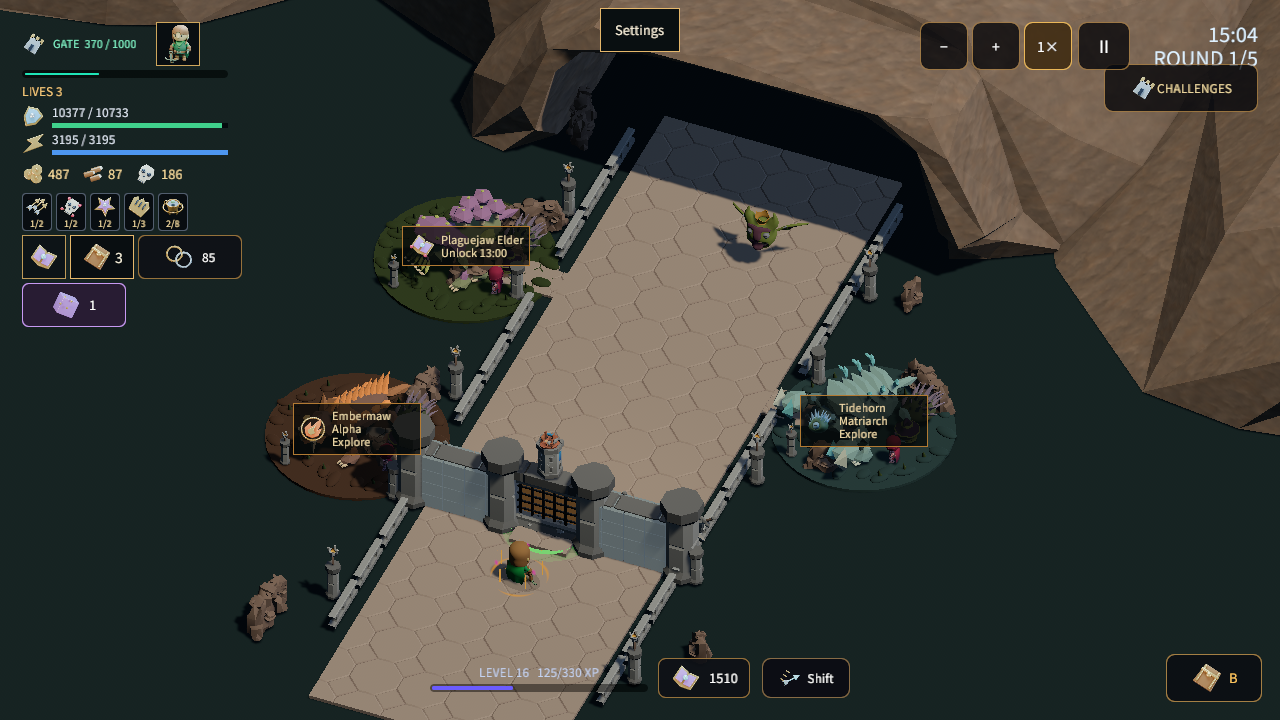 GATE 370 / 1000
Settings
−
+
1×
15:04
ROUND 1/5
CHALLENGES
LIVES 3
10377 / 10733
3195 / 3195
487
87
186
1/2
1/2
1/2
1/3
2/8
3
85
1
Plaguejaw Elder
Unlock 13:00
Embermaw
Alpha
Explore
Tidehorn
Matriarch
Explore
LEVEL 16 125/330 XP
1510
Shift
B